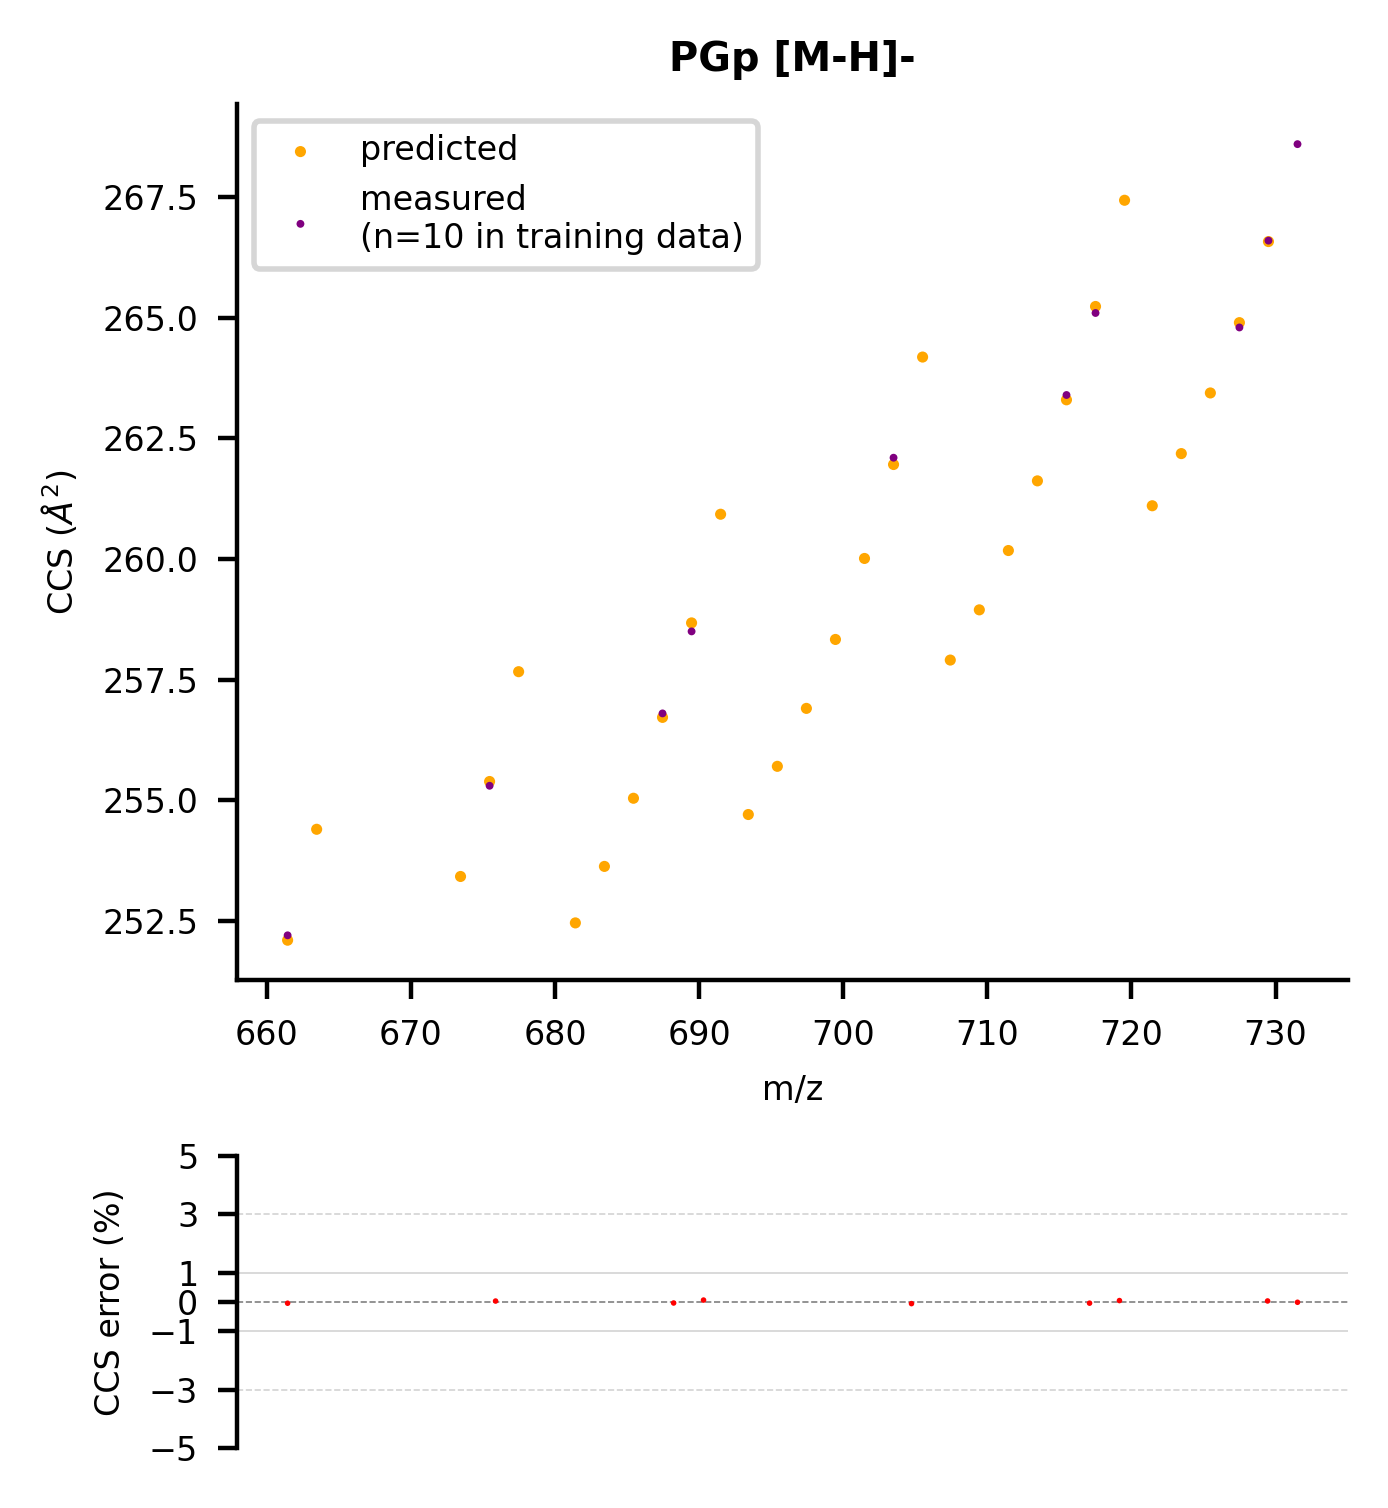 PGp [M-H]-
predicted
measured
(n=10 in training data)
267.5
265.0
262.5
260.0
257.5
255.0
252.5
CCS (Å²)
660 670 680 690 700 710 720 730
m/z
5
3
1
0
−1
−3
−5
CCS error (%)